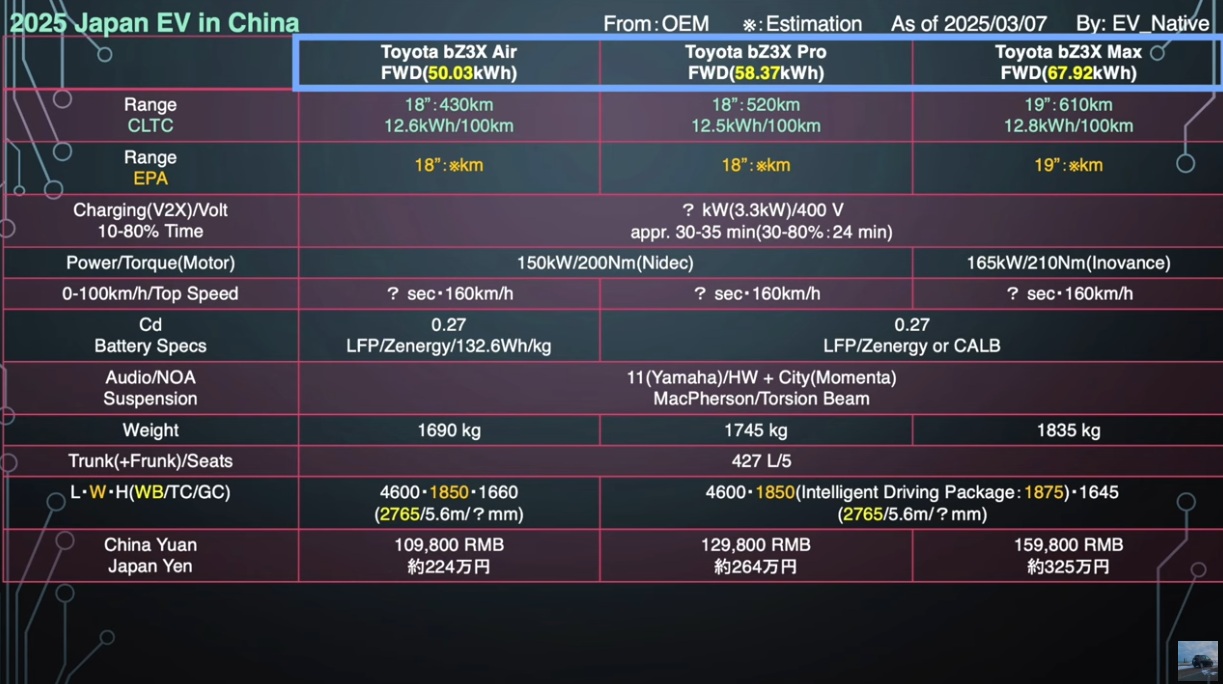 2025 Japan EV in China
From:OEM ※:Estimation As of 2025/03/07 By: EV_Native
Toyota bZ3X Air Toyota bZ3X Pro Toyota bZ3X Max
FWD(50.03kWh) FWD(58.37kWh) FWD(67.92kWh)
Range 18”:430km 18”:520km 19”:610km
CLTC 12.6kWh/100km 12.5kWh/100km 12.8kWh/100km
Range
EPA
18”:※km 18”:※km 19”:※km
Charging(V2X)/Volt ? kW(3.3kW)/400 V
10-80% Time appr. 30-35 min(30-80%:24 min)
Power/Torque(Motor) 150kW/200Nm(Nidec) 165kW/210Nm(Inovance)
0-100km/h/Top Speed ? sec・160km/h ? sec・160km/h ? sec・160km/h
Cd 0.27 0.27
Battery Specs LFP/Zenergy/132.6Wh/kg LFP/Zenergy or CALB
Audio/NOA 11(Yamaha)/HW + City(Momenta)
Suspension MacPherson/Torsion Beam
Weight 1690 kg 1745 kg 1835 kg
Trunk(+Frunk)/Seats 427 L/5
L・W・H(WB/TC/GC) 4600・1850・1660 4600・1850(Intelligent Driving Package:1875)・1645
(2765/5.6m/?mm) (2765/5.6m/?mm)
China Yuan 109,800 RMB 129,800 RMB 159,800 RMB
Japan Yen 約224万円 約264万円 約325万円